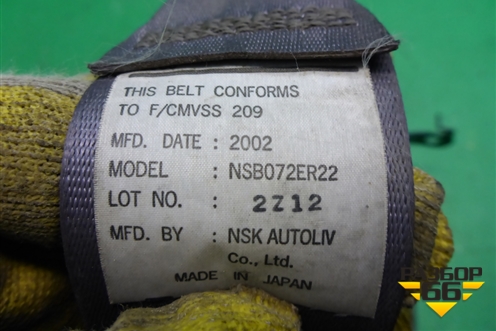 THIS BELT CONFORMS
TO F/CMVSS 209
MFD. DATE : 2002
MODEL : NSB072ER22
LOT NO. : 2712
MFD. BY : NSK AUTOLIV
Co., Ltd.
MADE IN JAPAN
РАЗБОР
66